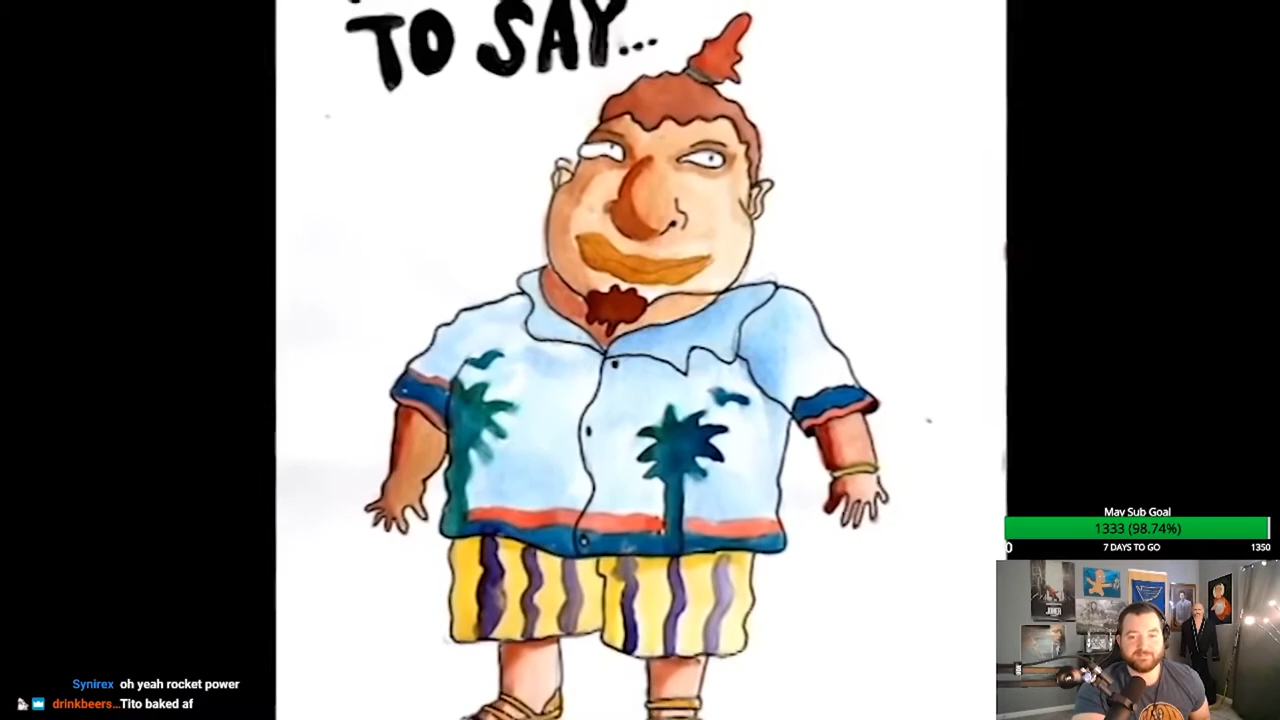 TO SAY...
May Sub Goal
1333 (98.74%)
0 7 DAYS TO GO 1350
Synirex oh yeah rocket power
drinkbeers... Tito baked af